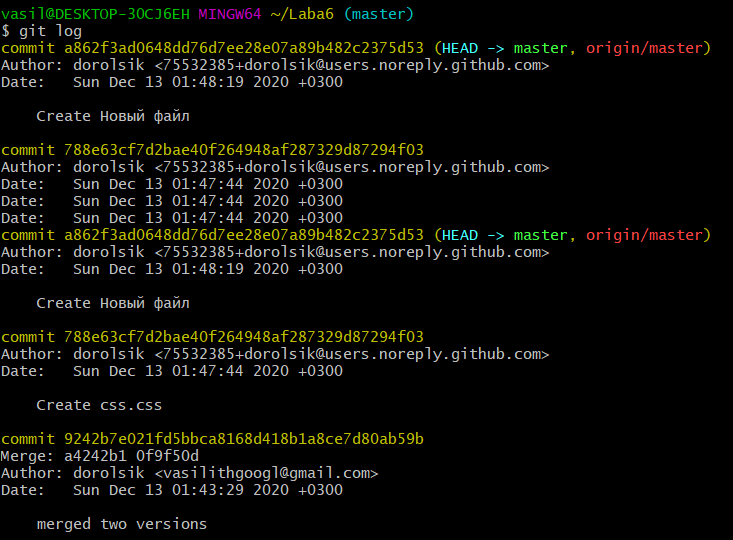 vasil@DESKTOP-3OCJ6EH MINGW64 ~/Laba6 (master)
$ git log
commit a862f3ad0648dd76d7ee28e07a89b482c2375d53 (HEAD -> master, origin/master)
Author: dorolsik <75532385+dorolsik@users.noreply.github.com>
Date:   Sun Dec 13 01:48:19 2020 +0300
    Create Новый файл
commit 788e63cf7d2bae40f264948af287329d87294f03
Author: dorolsik <75532385+dorolsik@users.noreply.github.com>
Date:   Sun Dec 13 01:47:44 2020 +0300
Date:   Sun Dec 13 01:47:44 2020 +0300
Date:   Sun Dec 13 01:47:44 2020 +0300
commit a862f3ad0648dd76d7ee28e07a89b482c2375d53 (HEAD -> master, origin/master)
Author: dorolsik <75532385+dorolsik@users.noreply.github.com>
Date:   Sun Dec 13 01:48:19 2020 +0300
    Create Новый файл
commit 788e63cf7d2bae40f264948af287329d87294f03
Author: dorolsik <75532385+dorolsik@users.noreply.github.com>
Date:   Sun Dec 13 01:47:44 2020 +0300
    Create css.css
commit 9242b7e021fd5bbca8168d418b1a8ce7d80ab59b
Merge: a4242b1 0f9f50d
Author: dorolsik <vasilithgoogl@gmail.com>
Date:   Sun Dec 13 01:43:29 2020 +0300
    merged two versions